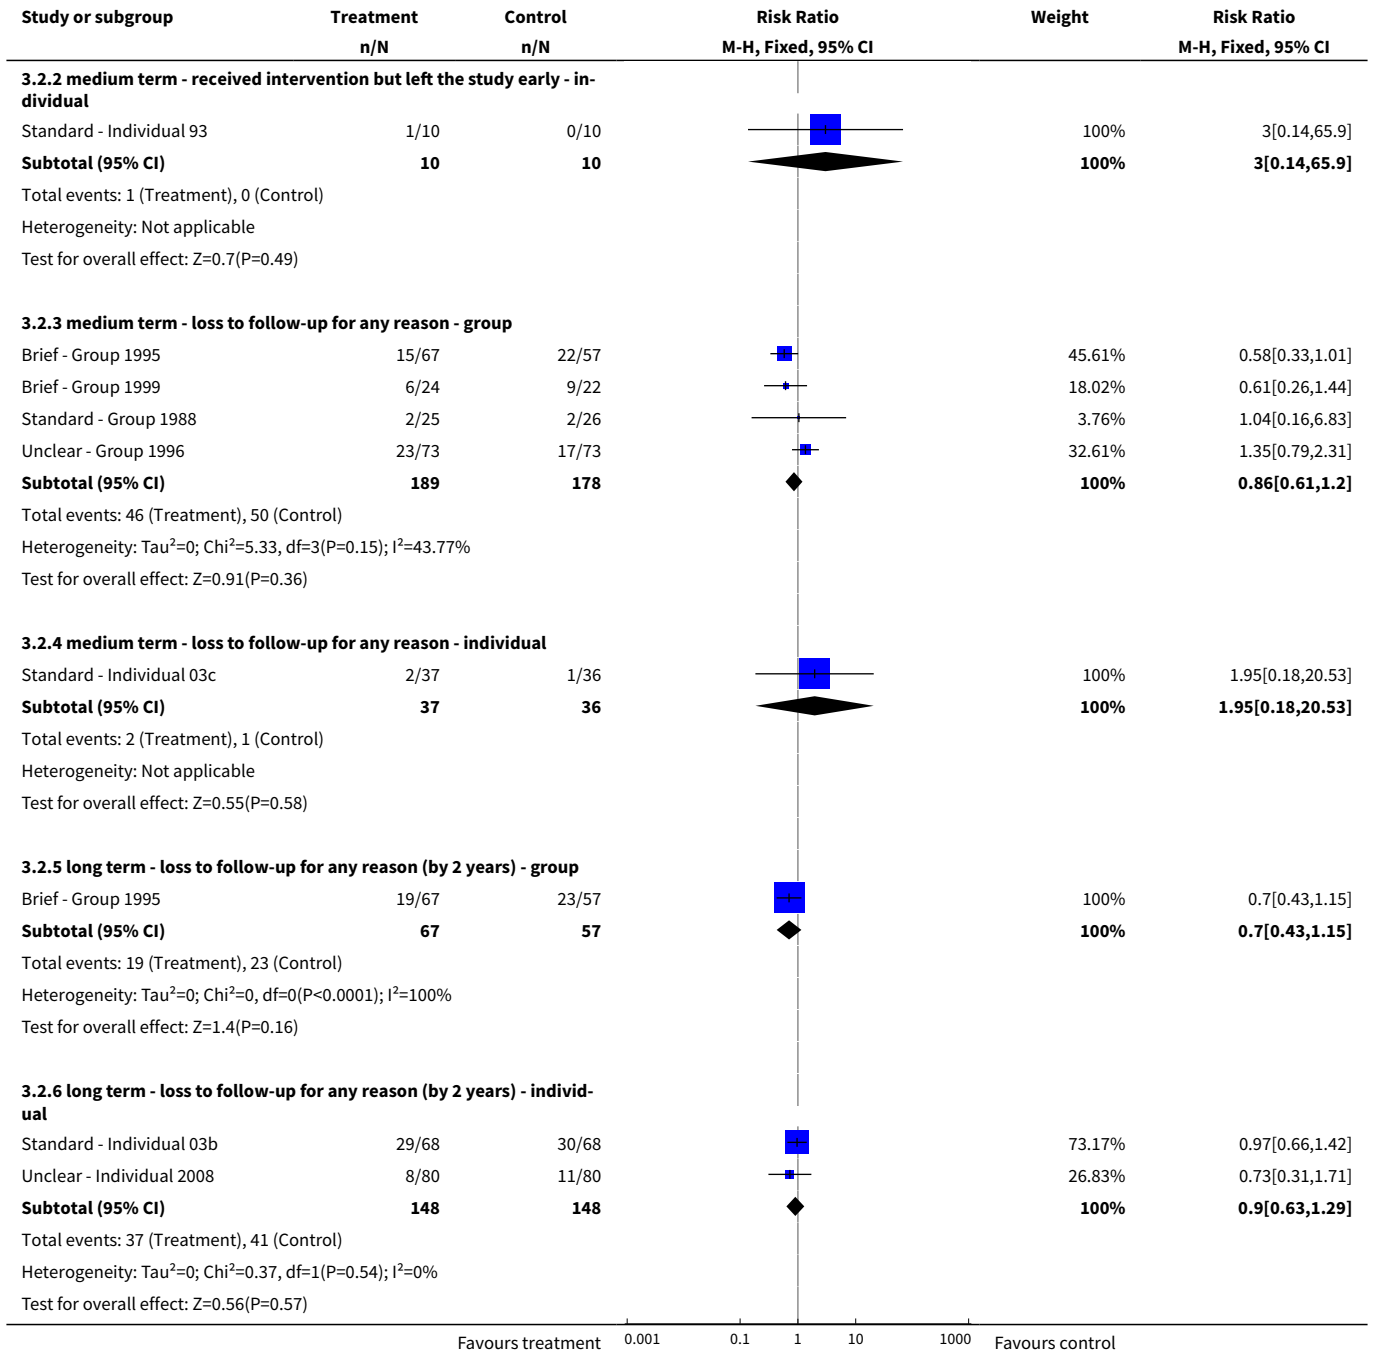 Study or subgroup Treatment Control Risk Ratio Weight Risk Ratio
n/N n/N M-H, Fixed, 95% CI M-H, Fixed, 95% CI
3.2.2 medium term - received intervention but left the study early - in-
dividual
Standard - Individual 93 1/10 0/10 100% 3[0.14,65.9]
Subtotal (95% CI) 10 10 100% 3[0.14,65.9]
Total events: 1 (Treatment), 0 (Control)
Heterogeneity: Not applicable
Test for overall effect: Z=0.7(P=0.49)
3.2.3 medium term - loss to follow-up for any reason - group
Brief - Group 1995 15/67 22/57 45.61% 0.58[0.33,1.01]
Brief - Group 1999 6/24 9/22 18.02% 0.61[0.26,1.44]
Standard - Group 1988 2/25 2/26 3.76% 1.04[0.16,6.83]
Unclear - Group 1996 23/73 17/73 32.61% 1.35[0.79,2.31]
Subtotal (95% CI) 189 178 100% 0.86[0.61,1.2]
Total events: 46 (Treatment), 50 (Control)
Heterogeneity: Tau²=0; Chi²=5.33, df=3(P=0.15); I²=43.77%
Test for overall effect: Z=0.91(P=0.36)
3.2.4 medium term - loss to follow-up for any reason - individual
Standard - Individual 03c 2/37 1/36 100% 1.95[0.18,20.53]
Subtotal (95% CI) 37 36 100% 1.95[0.18,20.53]
Total events: 2 (Treatment), 1 (Control)
Heterogeneity: Not applicable
Test for overall effect: Z=0.55(P=0.58)
3.2.5 long term - loss to follow-up for any reason (by 2 years) - group
Brief - Group 1995 19/67 23/57 100% 0.7[0.43,1.15]
Subtotal (95% CI) 67 57 100% 0.7[0.43,1.15]
Total events: 19 (Treatment), 23 (Control)
Heterogeneity: Tau²=0; Chi²=0, df=0(P<0.0001); I²=100%
Test for overall effect: Z=1.4(P=0.16)
3.2.6 long term - loss to follow-up for any reason (by 2 years) - individ-
ual
Standard - Individual 03b 29/68 30/68 73.17% 0.97[0.66,1.42]
Unclear - Individual 2008 8/80 11/80 26.83% 0.73[0.31,1.71]
Subtotal (95% CI) 148 148 100% 0.9[0.63,1.29]
Total events: 37 (Treatment), 41 (Control)
Heterogeneity: Tau²=0; Chi²=0.37, df=1(P=0.54); I²=0%
Test for overall effect: Z=0.56(P=0.57)
Favours treatment 0.001 0.1 1 10 1000 Favours control